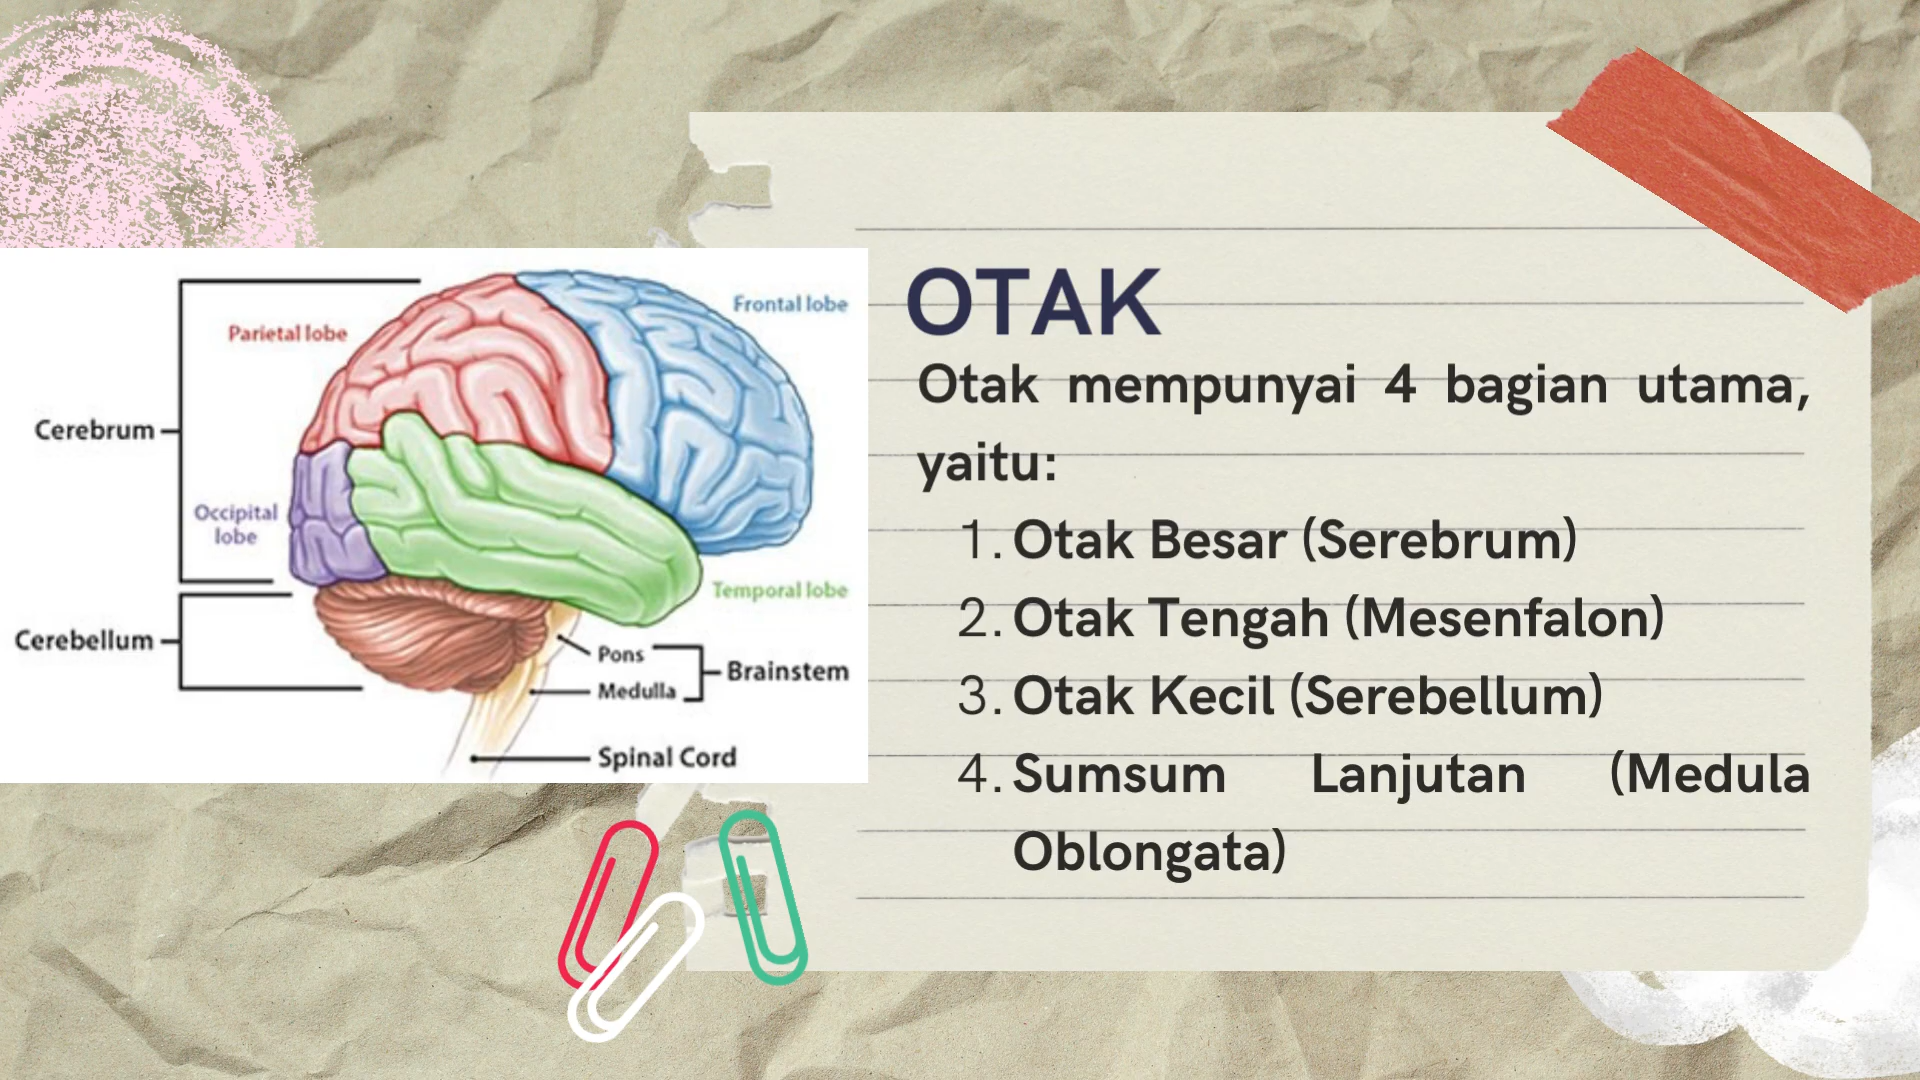 Frontal lobe
Parietal lobe
Cerebrum
Occipital
lobe
Temporal lobe
Cerebellum
Pons
Brainstem
Medulla
Spinal Cord
OTAK
Otak mempunyai 4 bagian utama,
yaitu:
1. Otak Besar (Serebrum)
2. Otak Tengah (Mesenfalon)
3. Otak Kecil (Serebellum)
4. Sumsum Lanjutan (Medula
Oblongata)